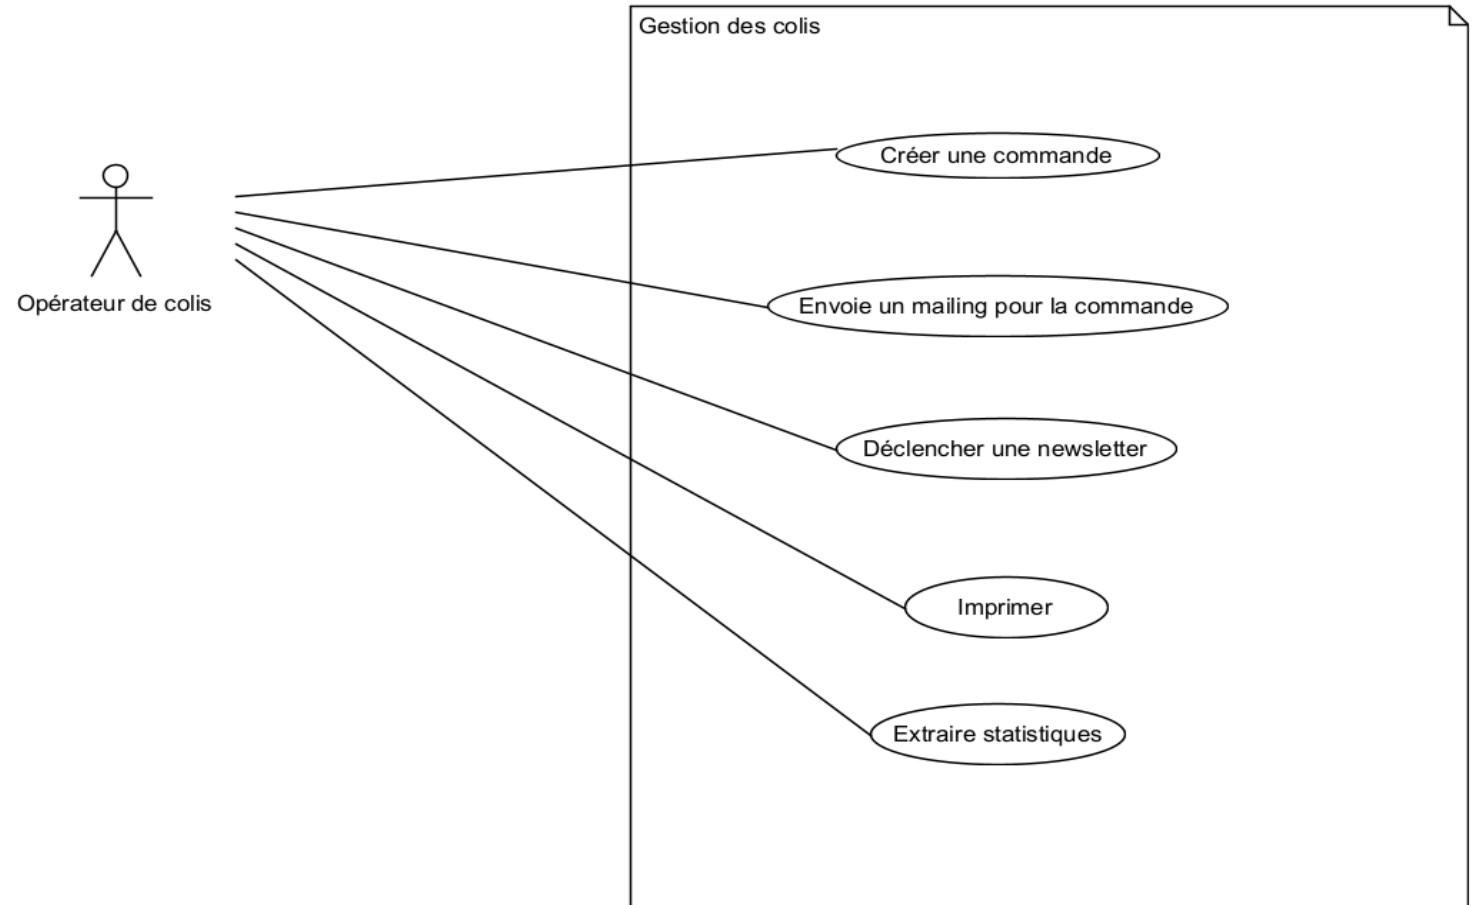 Gestion des colis
Créer une commande
Opérateur de colis
Envoie un mailing pour la commande
Déclencher une newsletter
Imprimer
Extraire statistiques